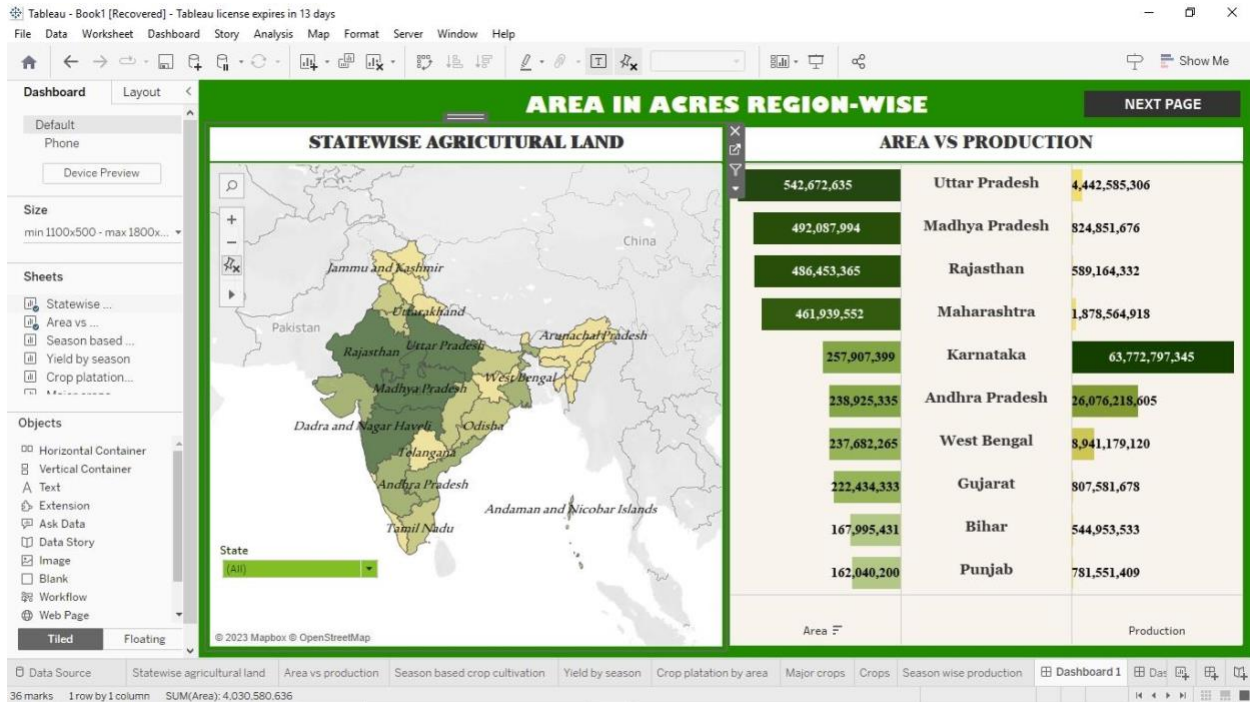 Tableau - Book1 [Recovered] - Tableau license expires in 13 days
File Data Worksheet Dashboard Story Analysis Map Format Server Window Help
Show Me
Dashboard Layout
Default
Phone
Device Preview
Size
min 1100x500 - max 1800x...
Sheets
Statewise ...
Area vs ...
Season based ...
Yield by season
Crop platation...
Objects
Horizontal Container
Vertical Container
A Text
Extension
Ask Data
Data Story
Image
Blank
Workflow
Web Page
Tiled Floating
AREA IN ACRES REGION-WISE
NEXT PAGE
STATEWISE AGRICUTURAL LAND
China
Jammu and Kashmir
Pakistan
Uttarakhand
Arunachal Pradesh
Rajasthan
Uttar Pradesh
West Bengal
Madhya Pradesh
Dadra and Nagar Haveli
Odisha
Telangana
Andhra Pradesh
Andaman and Nicobar Islands
Tamil Nadu
State
(All)
© 2023 Mapbox © OpenStreetMap
AREA VS PRODUCTION
542,672,635 Uttar Pradesh 4,442,585,306
492,087,994 Madhya Pradesh 824,851,676
486,453,365 Rajasthan 589,164,332
461,939,552 Maharashtra 1,878,564,918
257,907,399 Karnataka 63,772,797,345
238,925,335 Andhra Pradesh 26,076,218,605
237,682,265 West Bengal 8,941,179,120
222,434,333 Gujarat 807,581,678
167,995,431 Bihar 544,953,533
162,040,200 Punjab 781,551,409
Area Production
Data Source Statewise agricultural land Area vs production Season based crop cultivation Yield by season Crop platation by area Major crops Crops Season wise production Dashboard 1 Das
36 marks 1 row by 1 column SUM(Area): 4,030,580,636